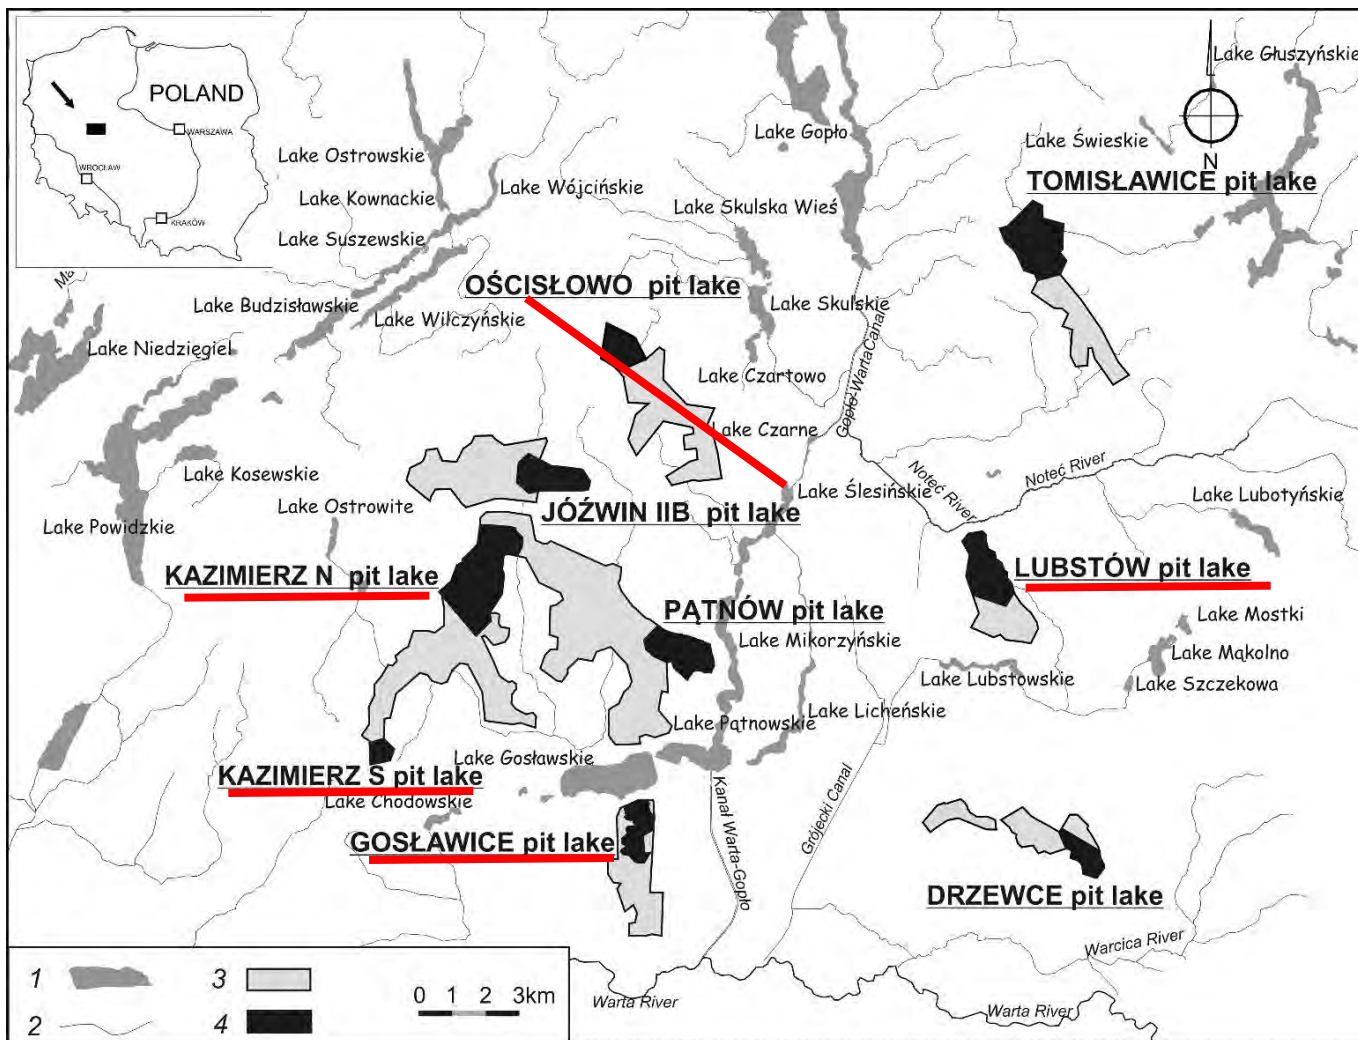 POLAND
WARSZAWA
WROCŁAW
KRAKÓW
Lake Głuszyńskie
Lake Gopło
Lake Świeskie
N
TOMISŁAWICE pit lake
Lake Ostrowskie
Lake Wójcińskie
Lake Kownackie
Lake Skulska Wieś
Lake Suszewskie
Ma
OŚCISŁOWO pit lake
Lake Budzisławskie
Lake Skulskie
Lake Wilczyńskie
Lake Niedzięgiel
Gopło-Warta Canal
Lake Czartowo
Lake Czarne
Lake Kosewskie
Noteć River
Noteć River
Lake Ślesińskie
Lake Lubotyńskie
Lake Ostrowite
JÓŹWIN IIB pit lake
Lake Powidzkie
KAZIMIERZ N pit lake
LUBSTÓW pit lake
PĄTNÓW pit lake
Lake Mostki
Lake Mikorzyńskie
Lake Mąkolno
Lake Lubstowskie
Lake Szczekowa
Lake Licheńskie
Lake Pątnowskie
Lake Gosławskie
KAZIMIERZ S pit lake
Lake Chodowskie
Kanał Warta-Gopło
Grójecki Canal
GOSŁAWICE pit lake
DRZEWCE pit lake
Warcica River
1
3
0 1 2 3km
2
4
Warta River
Warta River